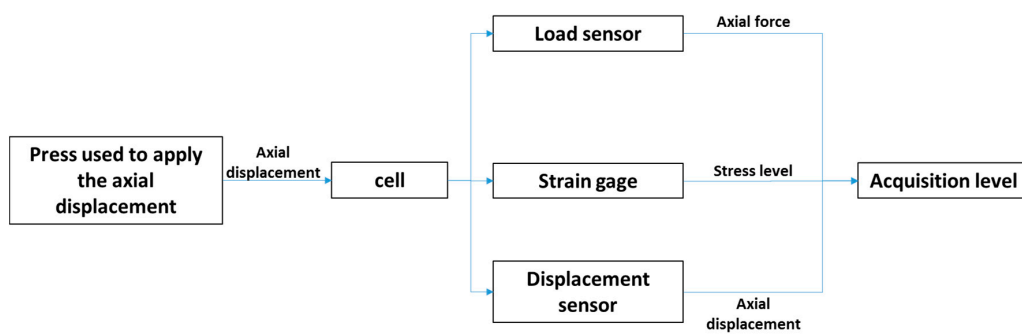 Press used to apply
the axial
displacement
Axial
displacement
cell
Load sensor
Axial force
Strain gage
Stress level
Displacement
sensor
Axial
displacement
Acquisition level